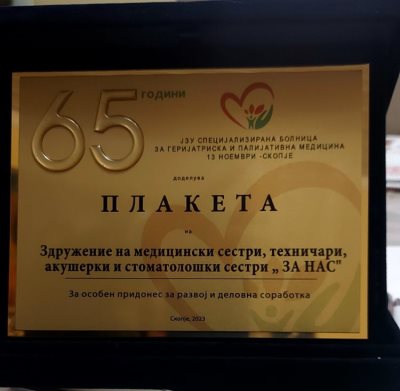 65 ГОДИНИ
ЈЗУ СПЕЦИЈАЛИЗИРАНА БОЛНИЦА
ЗА ГЕРИЈАТРИСКА И ПАЛИЈАТИВНА МЕДИЦИНА
13 НОЕМВРИ -СКОПЈЕ
доделува
ПЛАКЕТА
на
Здружение на медицински сестри, техничари,
акушерки и стоматолошки сестри „ ЗА НАС"
За особен придонес за развој и деловна соработка
Скопје, 2023